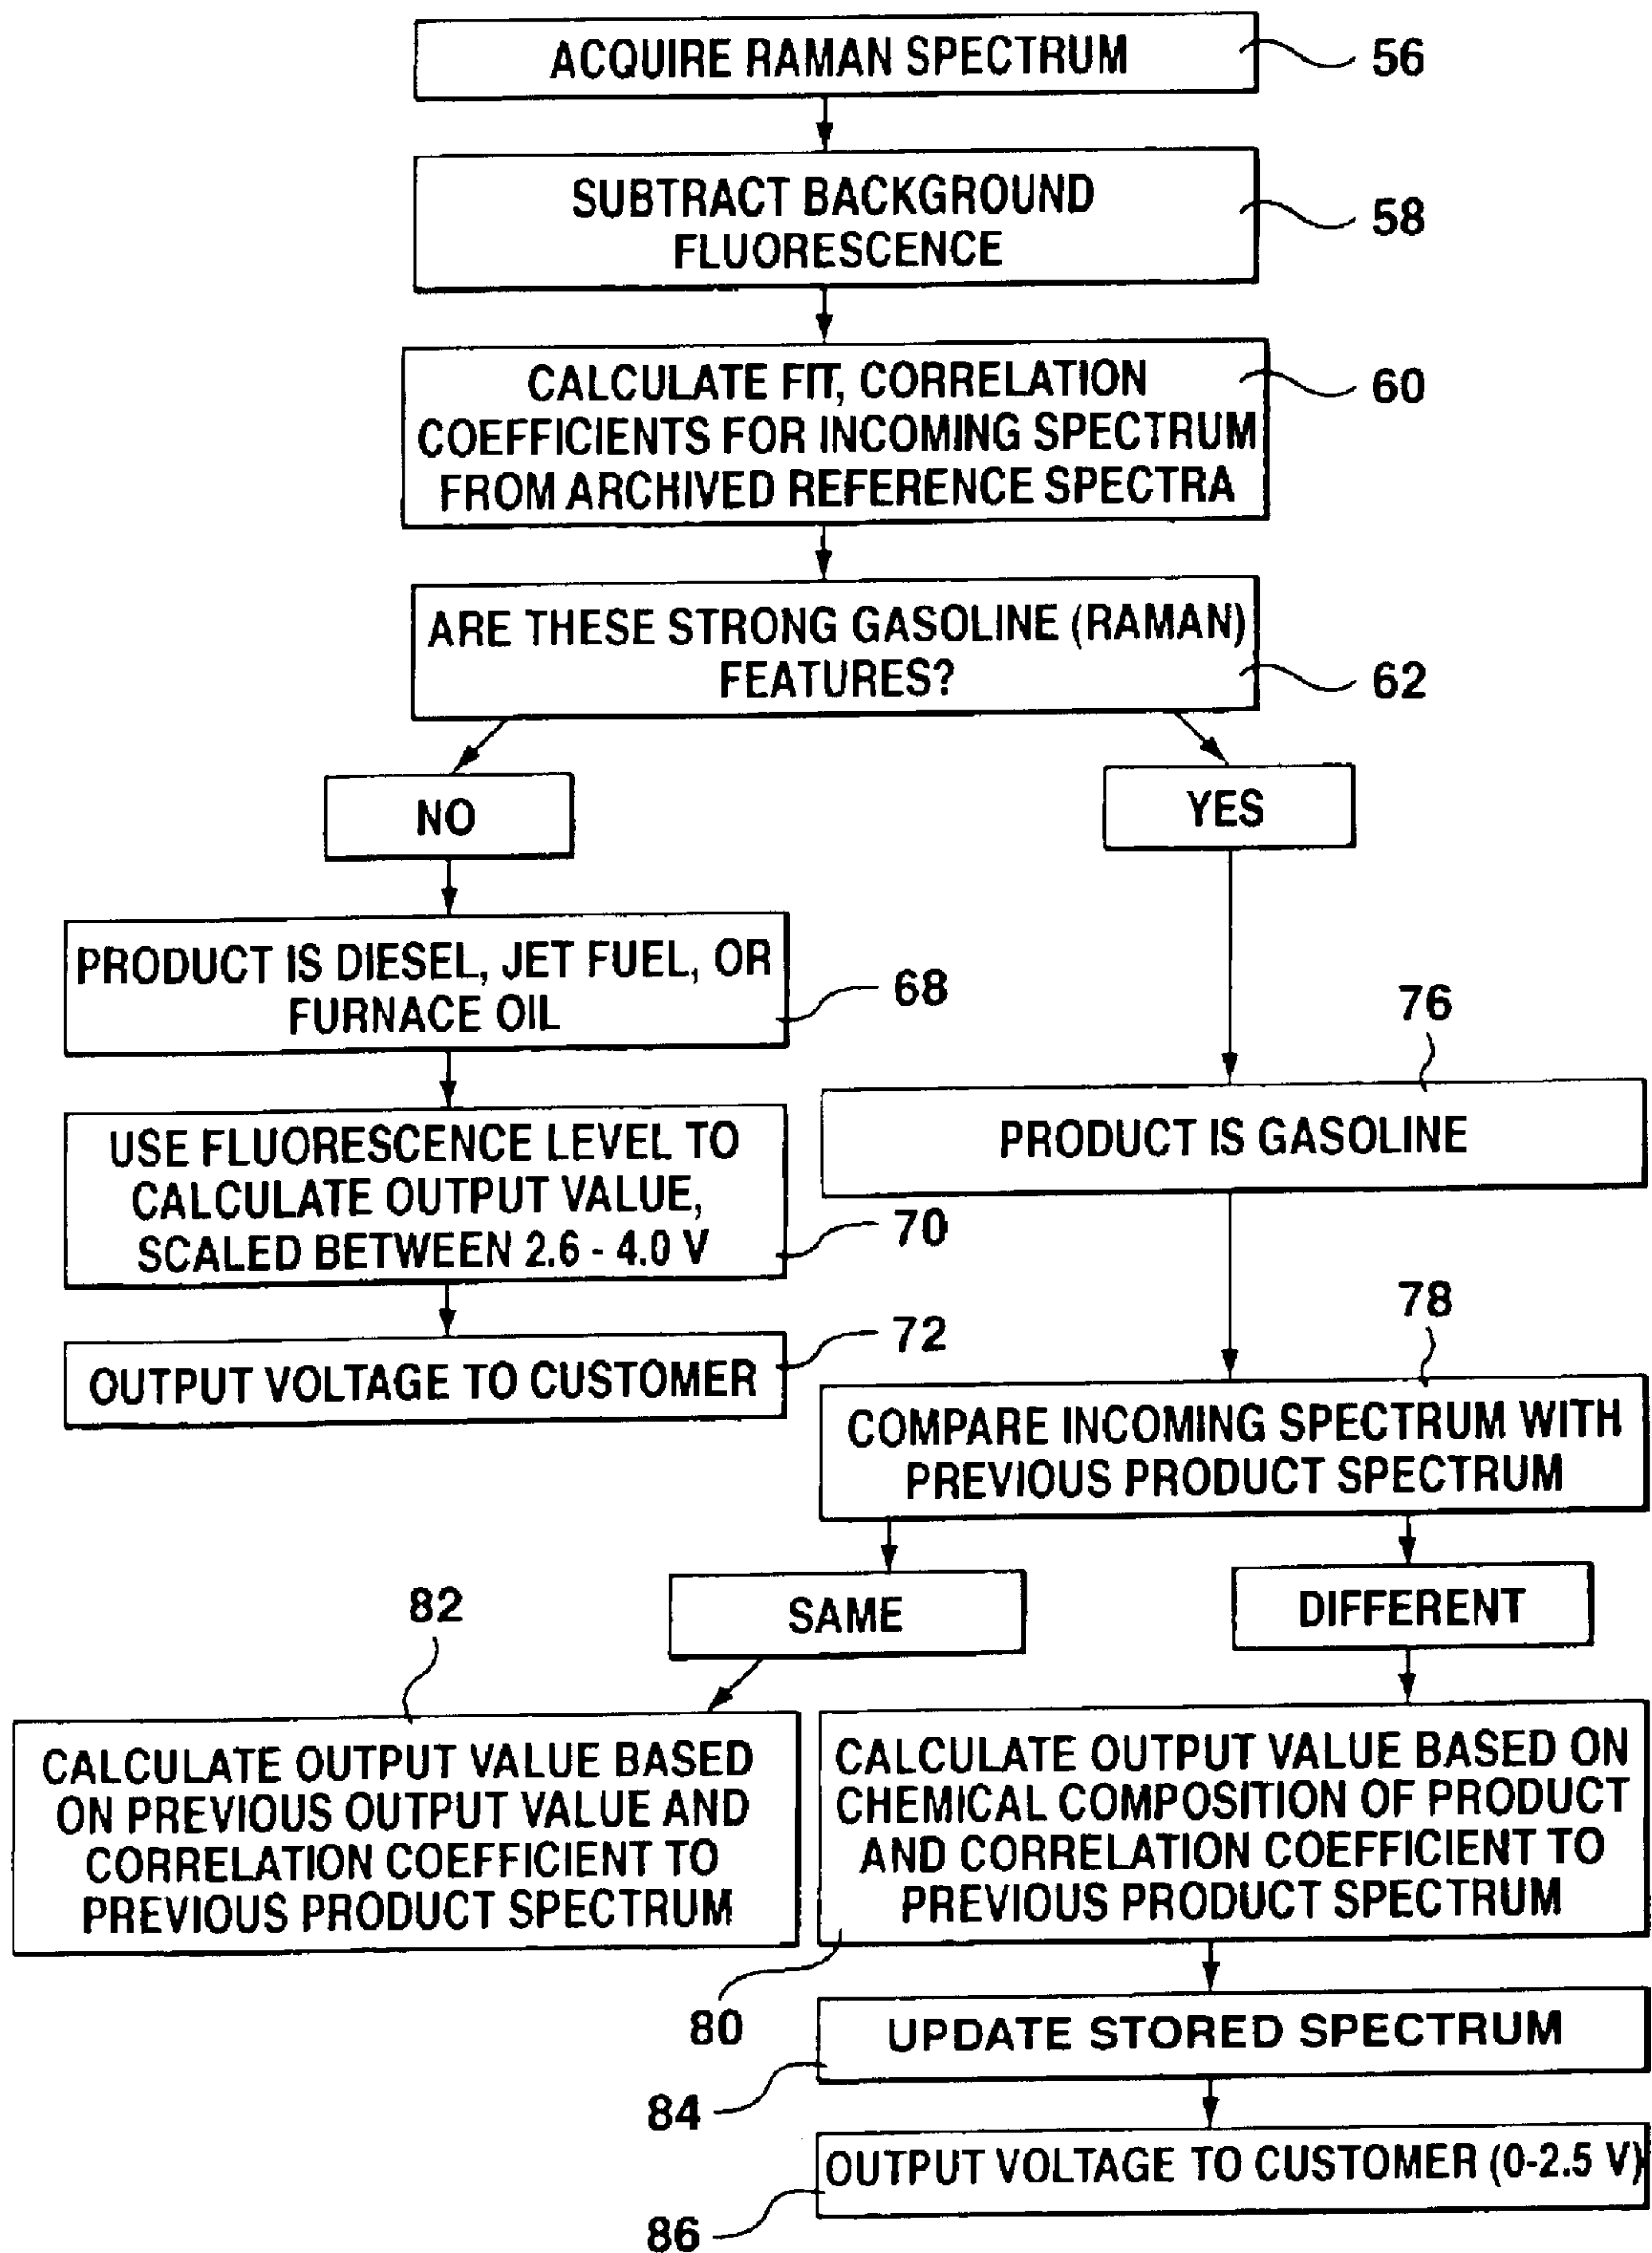 ACQUIRE RAMAN SPECTRUM
56
SUBTRACT BACKGROUND
FLUORESCENCE
58
CALCULATE FIT, CORRELATION
COEFFICIENTS FOR INCOMING SPECTRUM
FROM ARCHIVED REFERENCE SPECTRA
60
ARE THESE STRONG GASOLINE (RAMAN)
FEATURES?
62
NO
YES
PRODUCT IS DIESEL, JET FUEL, OR
FURNACE OIL
68
76
PRODUCT IS GASOLINE
USE FLUORESCENCE LEVEL TO
CALCULATE OUTPUT VALUE,
SCALED BETWEEN 2.6 - 4.0 V
70
OUTPUT VOLTAGE TO CUSTOMER
72
78
COMPARE INCOMING SPECTRUM WITH
PREVIOUS PRODUCT SPECTRUM
SAME
DIFFERENT
82
CALCULATE OUTPUT VALUE BASED
ON PREVIOUS OUTPUT VALUE AND
CORRELATION COEFFICIENT TO
PREVIOUS PRODUCT SPECTRUM
CALCULATE OUTPUT VALUE BASED ON
CHEMICAL COMPOSITION OF PRODUCT
AND CORRELATION COEFFICIENT TO
PREVIOUS PRODUCT SPECTRUM
80
UPDATE STORED SPECTRUM
84
OUTPUT VOLTAGE TO CUSTOMER (0-2.5 V)
86